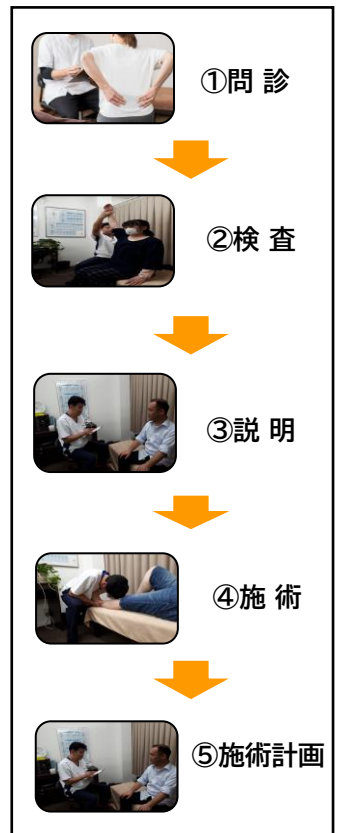 ①問 診
②検 査
③説 明
④施 術
⑤施術計画